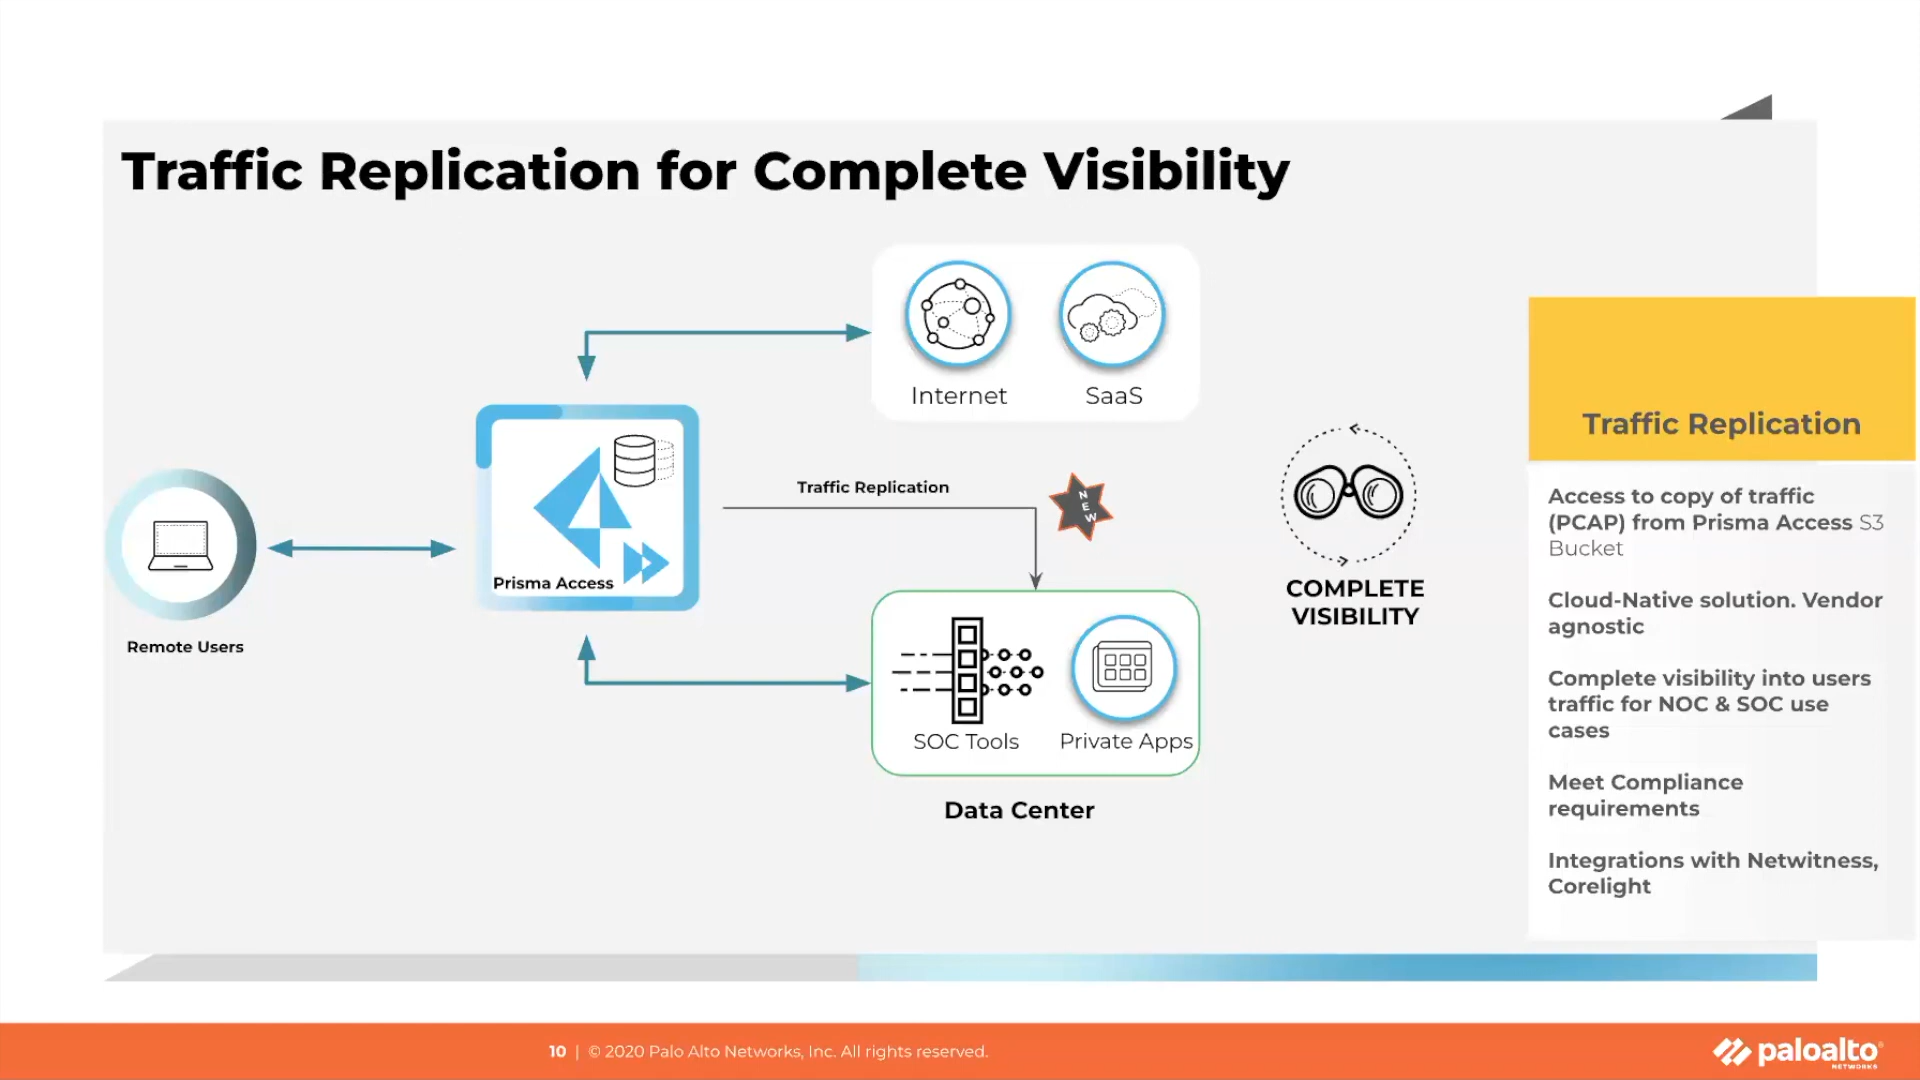 Traffic Replication for Complete Visibility
Internet
SaaS
Traffic Replication
NEW
Prisma Access
Remote Users
SOC Tools
Private Apps
Data Center
COMPLETE
VISIBILITY
Traffic Replication
Access to copy of traffic
(PCAP) from Prisma Access S3
Bucket
Cloud-Native solution. Vendor
agnostic
Complete visibility into users
traffic for NOC & SOC use
cases
Meet Compliance
requirements
Integrations with Netwitness,
Corelight
10 | © 2020 Palo Alto Networks, Inc. All rights reserved.
paloalto®
NETWORKS